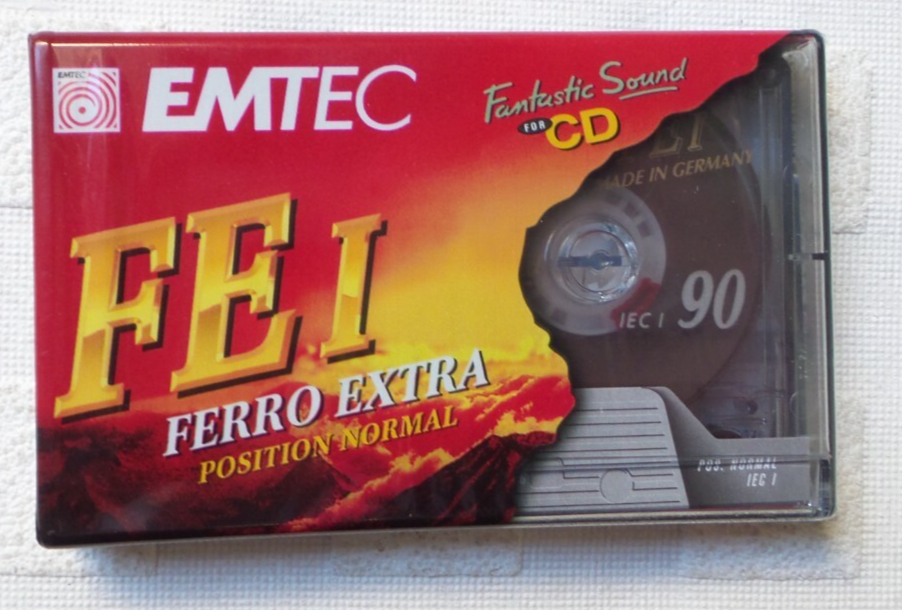 EMTEC
EMTEC
Fantastic Sound
FOR CD
FE I
FERRO EXTRA
POSITION NORMAL
MADE IN GERMANY
IEC I 90
POS. NORMAL
IEC I